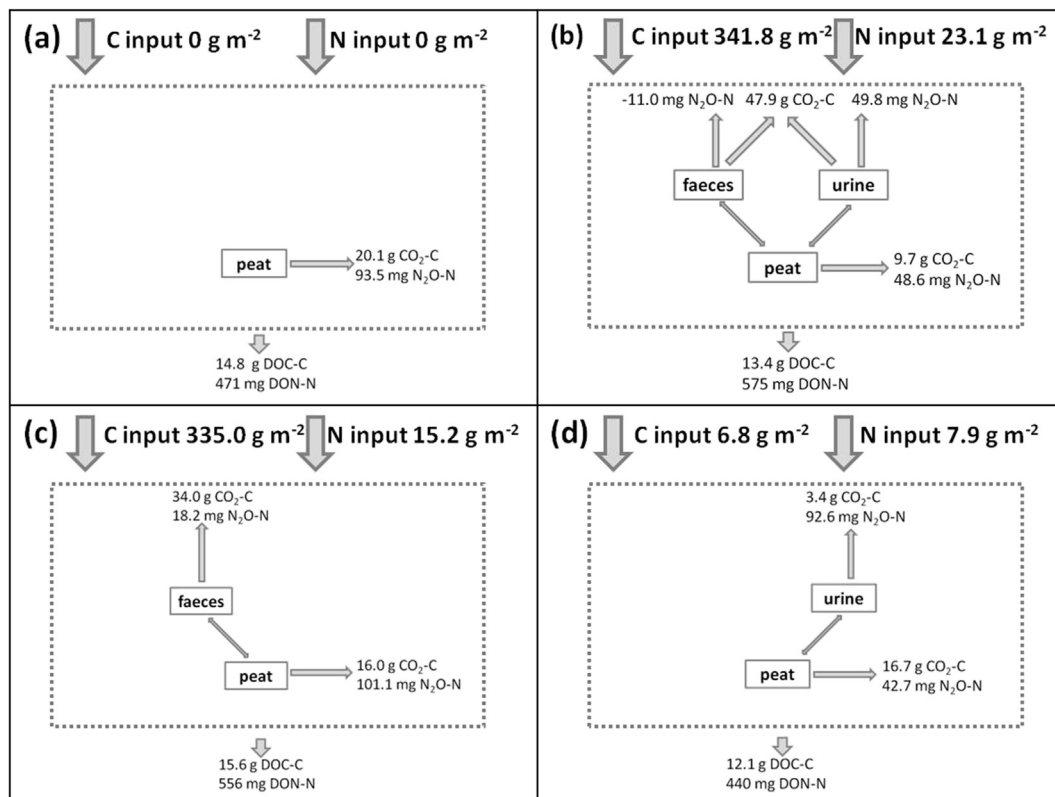 (a) C input 0 g m⁻² N input 0 g m⁻²
peat
20.1 g CO₂-C
93.5 mg N₂O-N
14.8 g DOC-C
471 mg DON-N
(b) C input 341.8 g m⁻² N input 23.1 g m⁻²
-11.0 mg N₂O-N 47.9 g CO₂-C 49.8 mg N₂O-N
faeces urine
peat
9.7 g CO₂-C
48.6 mg N₂O-N
13.4 g DOC-C
575 mg DON-N
(c) C input 335.0 g m⁻² N input 15.2 g m⁻²
34.0 g CO₂-C
18.2 mg N₂O-N
faeces
peat
16.0 g CO₂-C
101.1 mg N₂O-N
15.6 g DOC-C
556 mg DON-N
(d) C input 6.8 g m⁻² N input 7.9 g m⁻²
3.4 g CO₂-C
92.6 mg N₂O-N
urine
peat
16.7 g CO₂-C
42.7 mg N₂O-N
12.1 g DOC-C
440 mg DON-N